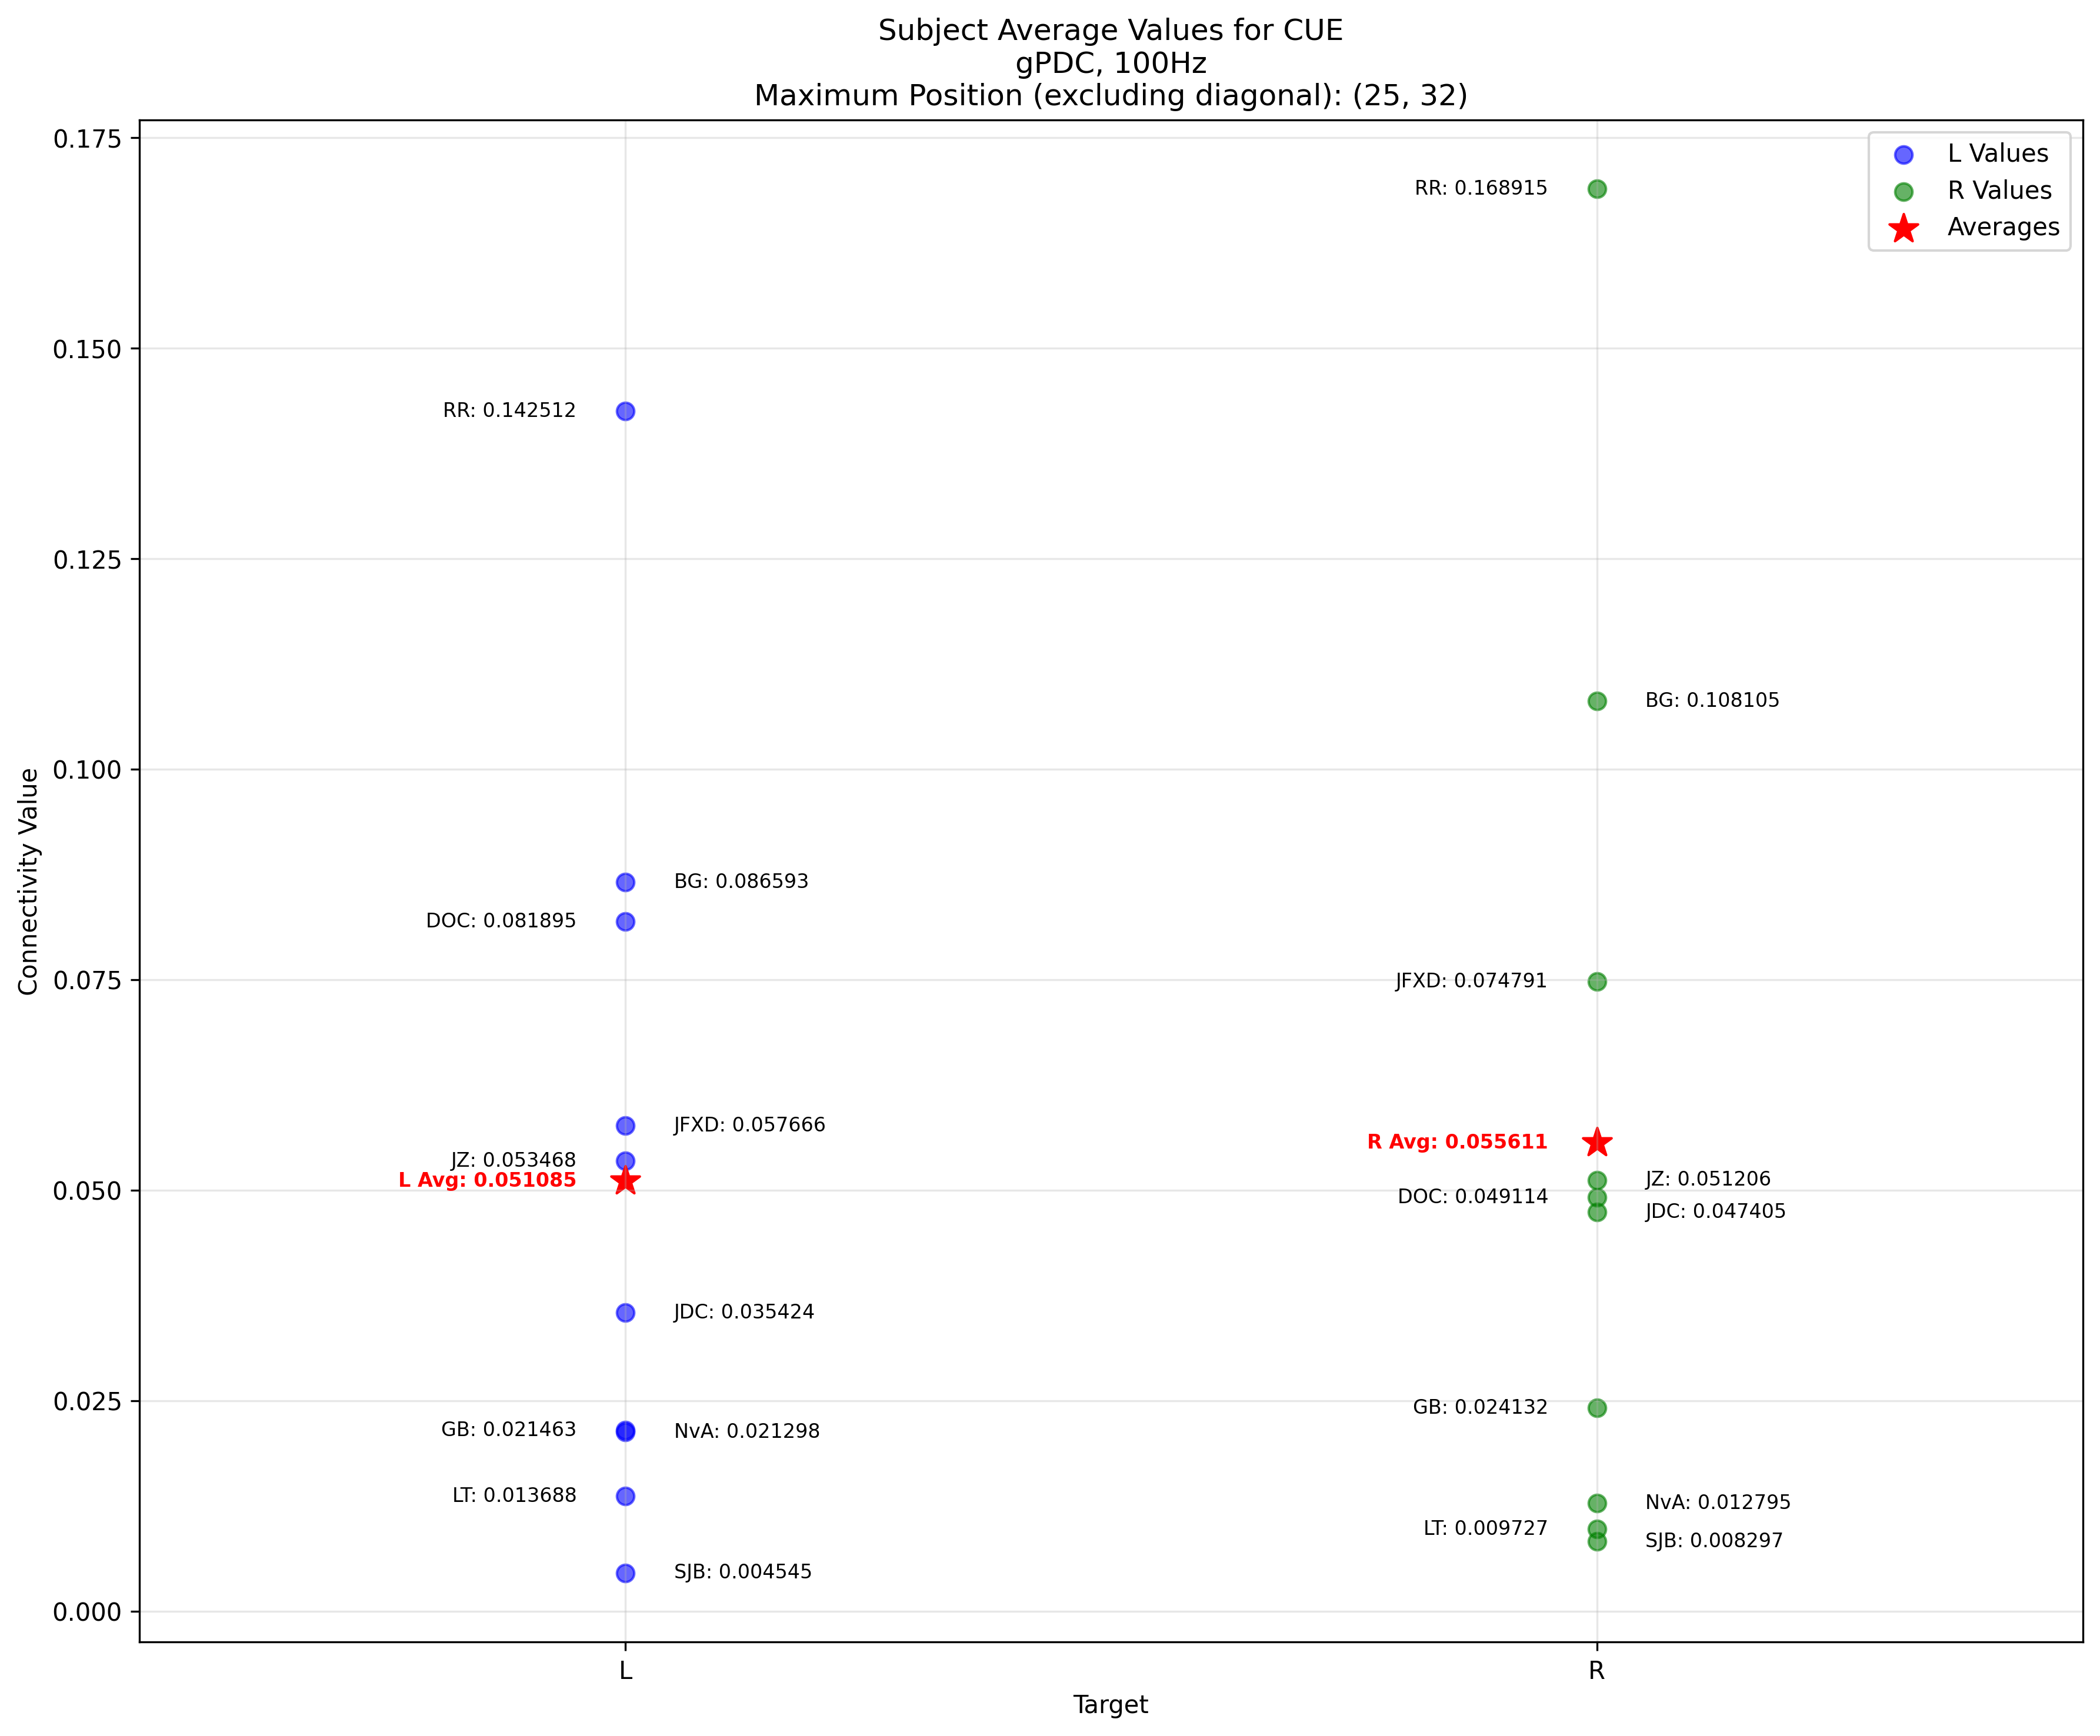 Subject Average Values for CUE
gPDC, 100Hz
Maximum Position (excluding diagonal): (25, 32)
L Values
R Values
Averages
Connectivity Value
0.175
0.150
0.125
0.100
0.075
0.050
0.025
0.000
RR: 0.142512
BG: 0.086593
DOC: 0.081895
JFXD: 0.057666
JZ: 0.053468
L Avg: 0.051085
JDC: 0.035424
GB: 0.021463
NvA: 0.021298
LT: 0.013688
SJB: 0.004545
RR: 0.168915
BG: 0.108105
JFXD: 0.074791
R Avg: 0.055611
JZ: 0.051206
DOC: 0.049114
JDC: 0.047405
GB: 0.024132
NvA: 0.012795
LT: 0.009727
SJB: 0.008297
L
R
Target